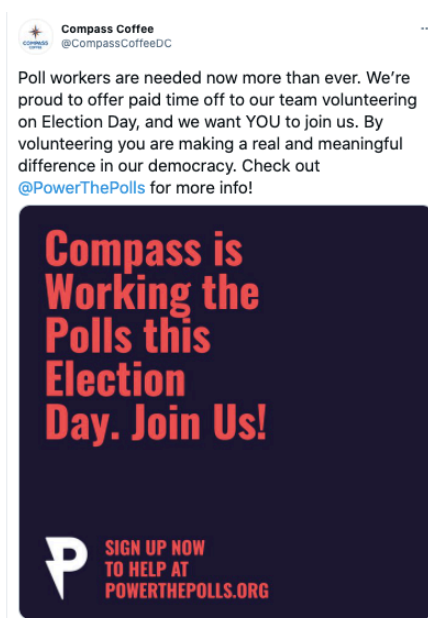 Compass Coffee
@CompassCoffeeDC
Poll workers are needed now more than ever. We’re
proud to offer paid time off to our team volunteering
on Election Day, and we want YOU to join us. By
volunteering you are making a real and meaningful
difference in our democracy. Check out
@PowerThePolls for more info!
Compass is
Working the
Polls this
Election
Day. Join Us!
P
SIGN UP NOW
TO HELP AT
POWERTHEPOLLS.ORG
COMPASS
COFFEE